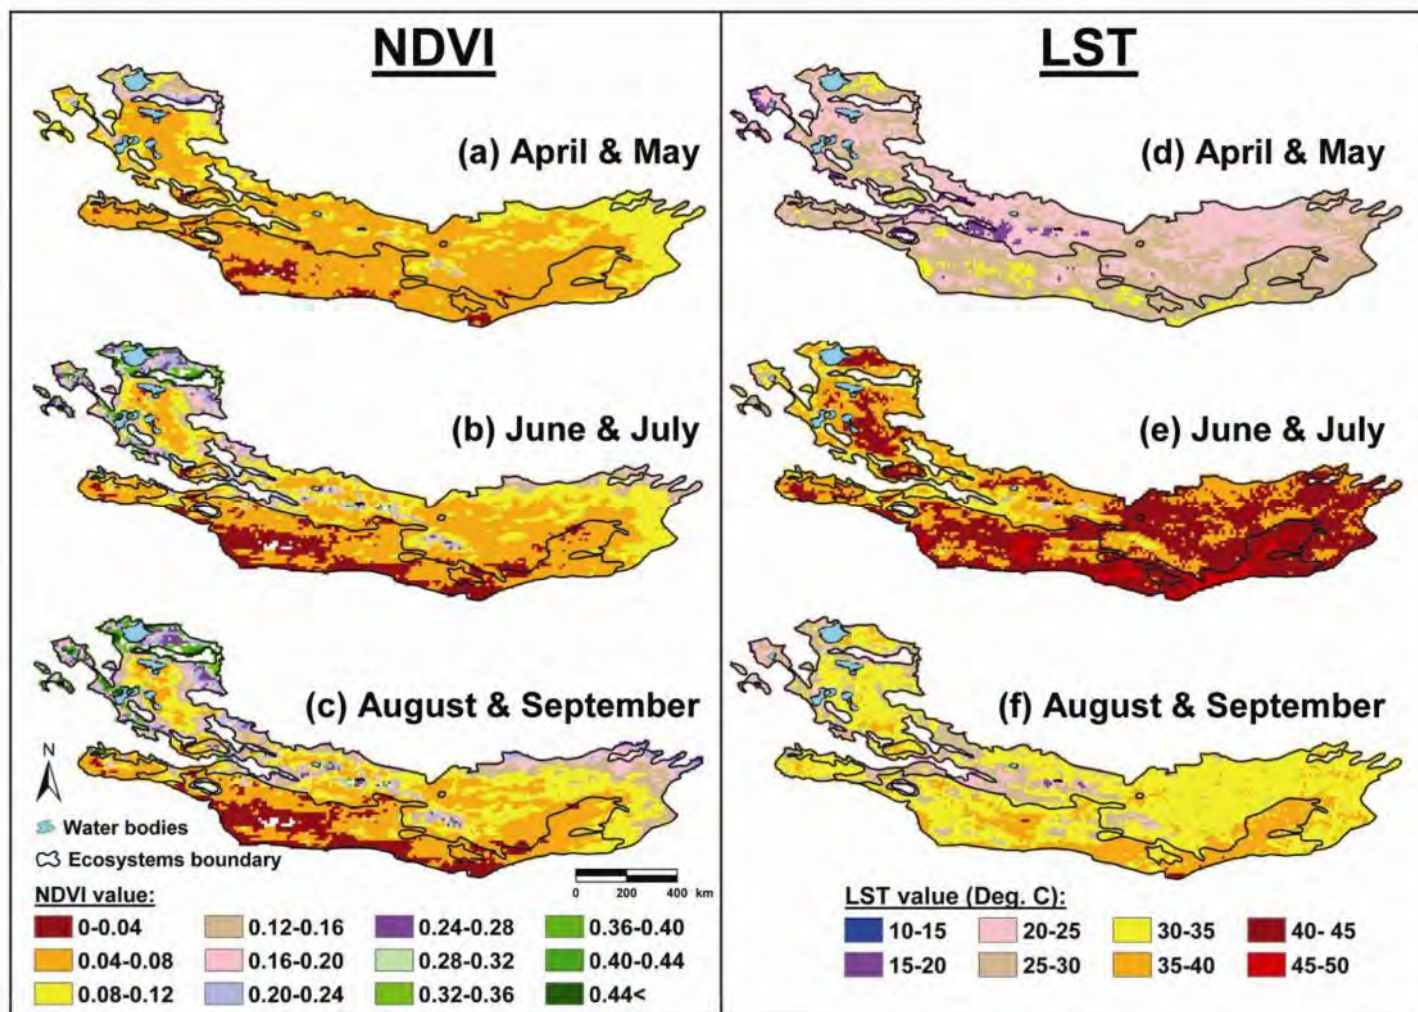 NDVI
(a) April & May
(b) June & July
(c) August & September
N
Water bodies
Ecosystems boundary
0 200 400 km
NDVI value:
0-0.04
0.12-0.16
0.24-0.28
0.36-0.40
0.04-0.08
0.16-0.20
0.28-0.32
0.40-0.44
0.08-0.12
0.20-0.24
0.32-0.36
0.44<
LST
(d) April & May
(e) June & July
(f) August & September
LST value (Deg. C):
10-15
20-25
30-35
40- 45
15-20
25-30
35-40
45-50